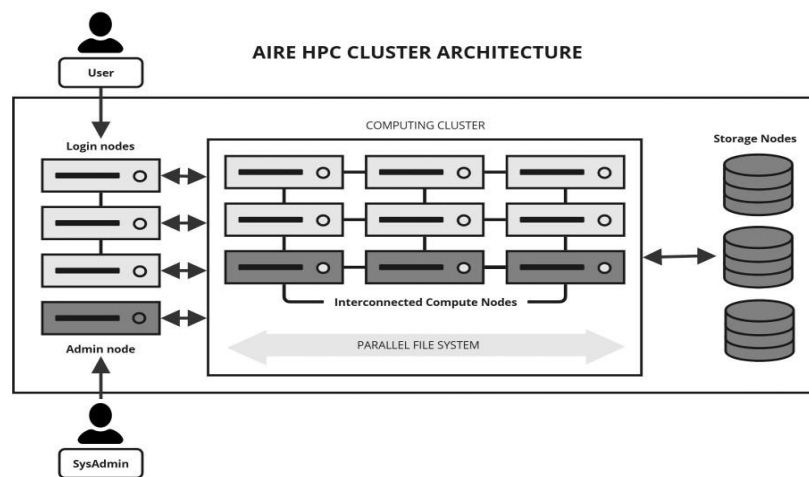 AIRE HPC CLUSTER ARCHITECTURE
User
COMPUTING CLUSTER
Login nodes
Storage Nodes
Interconnected Compute Nodes
PARALLEL FILE SYSTEM
Admin node
SysAdmin